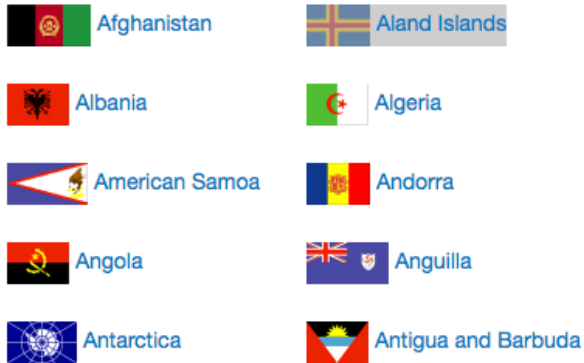 Afghanistan Aland Islands
Albania Algeria
American Samoa Andorra
Angola Anguilla
Antarctica Antigua and Barbuda